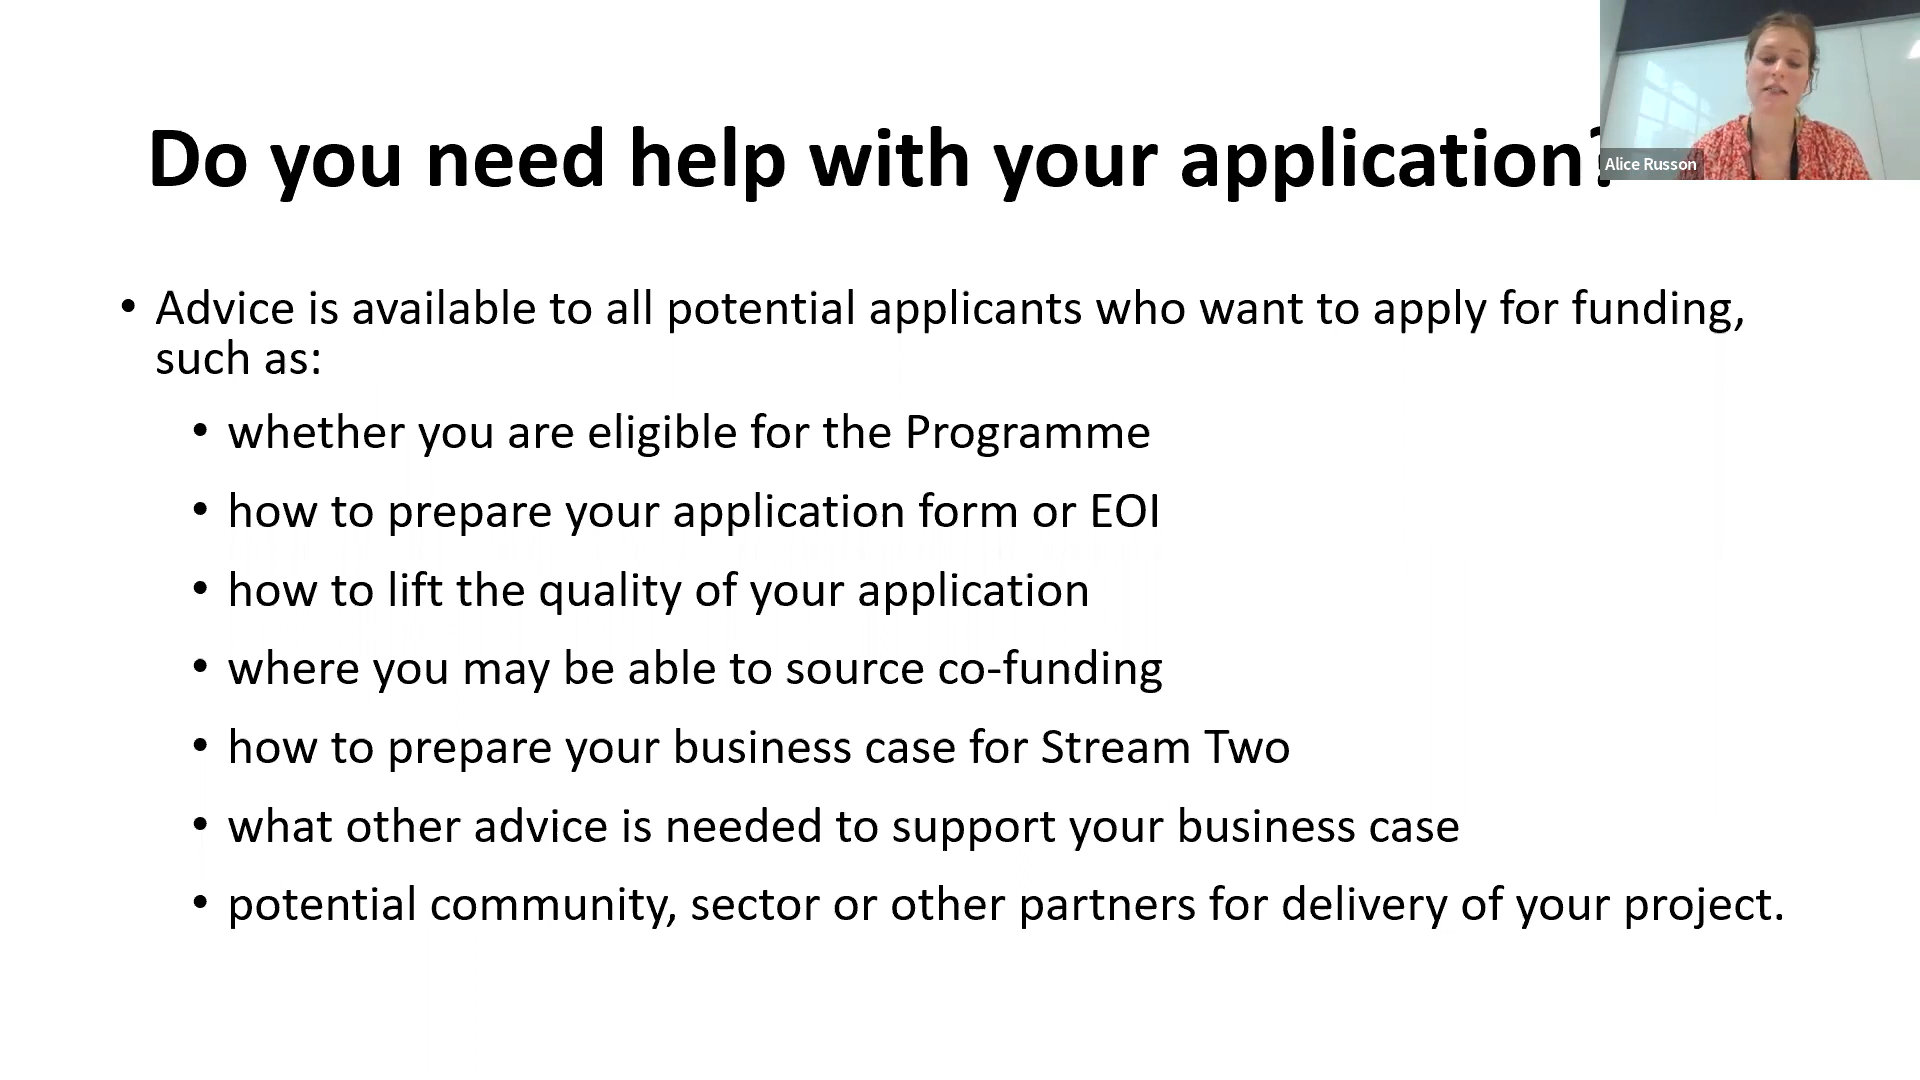 Do you need help with your application?
Alice Russon
• Advice is available to all potential applicants who want to apply for funding,
such as:
• whether you are eligible for the Programme
• how to prepare your application form or EOI
• how to lift the quality of your application
• where you may be able to source co-funding
• how to prepare your business case for Stream Two
• what other advice is needed to support your business case
• potential community, sector or other partners for delivery of your project.